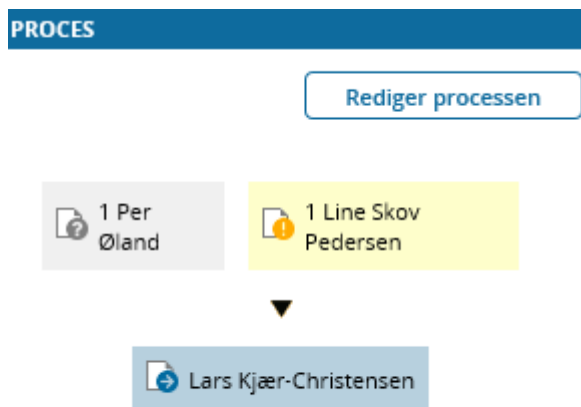 PROCES
Rediger processen
1 Per
Øland
1 Line Skov
Pedersen
Lars Kjær-Christensen